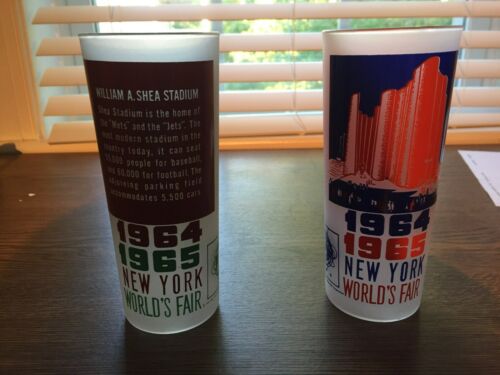 WILLIAM A. SHEA STADIUM
Shea Stadium is the home of
the "Mets" and the "Jets". The
most modern stadium in the
country today, it can seat
55,000 people for baseball,
and 60,000 for football. The
adjoining parking field
accommodates 5,500 cars.
1964
1965
NEW YORK
WORLD'S FAIR
1964
1965
NEW YORK
WORLD'S FAIR